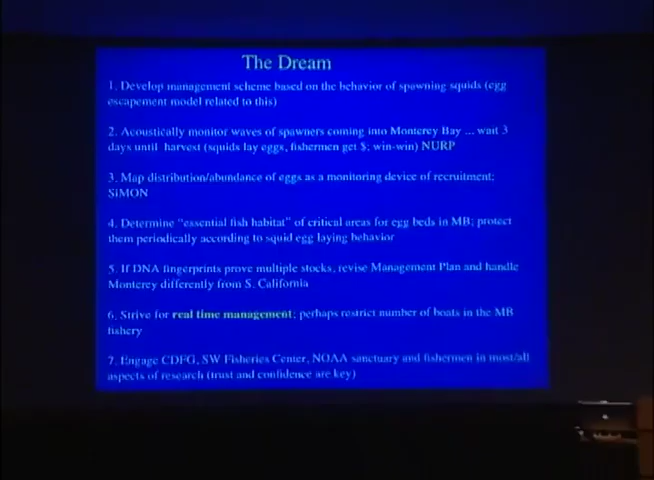 The Dream
1. Develop management scheme based on the behavior of spawning squids (egg
escapement model related to this)
2. Acoustically monitor waves of spawners coming into Monterey Bay ... wait 3
days until harvest (squids lay eggs, fishermen get $; win-win) NURP
3. Map distribution/abundance of eggs as a monitoring device of recruitment;
SiMON
4. Determine "essential fish habitat" of critical areas for egg beds in MB; protect
them periodically according to squid egg laying behavior
5. If DNA fingerprints prove multiple stocks, revise Management Plan and handle
Monterey differently from S. California
6. Strive for real time management; perhaps restrict number of boats in the MB
fishery
7. Engage CDFG, SW Fisheries Center, NOAA sanctuary and fishermen in most/all
aspects of research (trust and confidence are key)